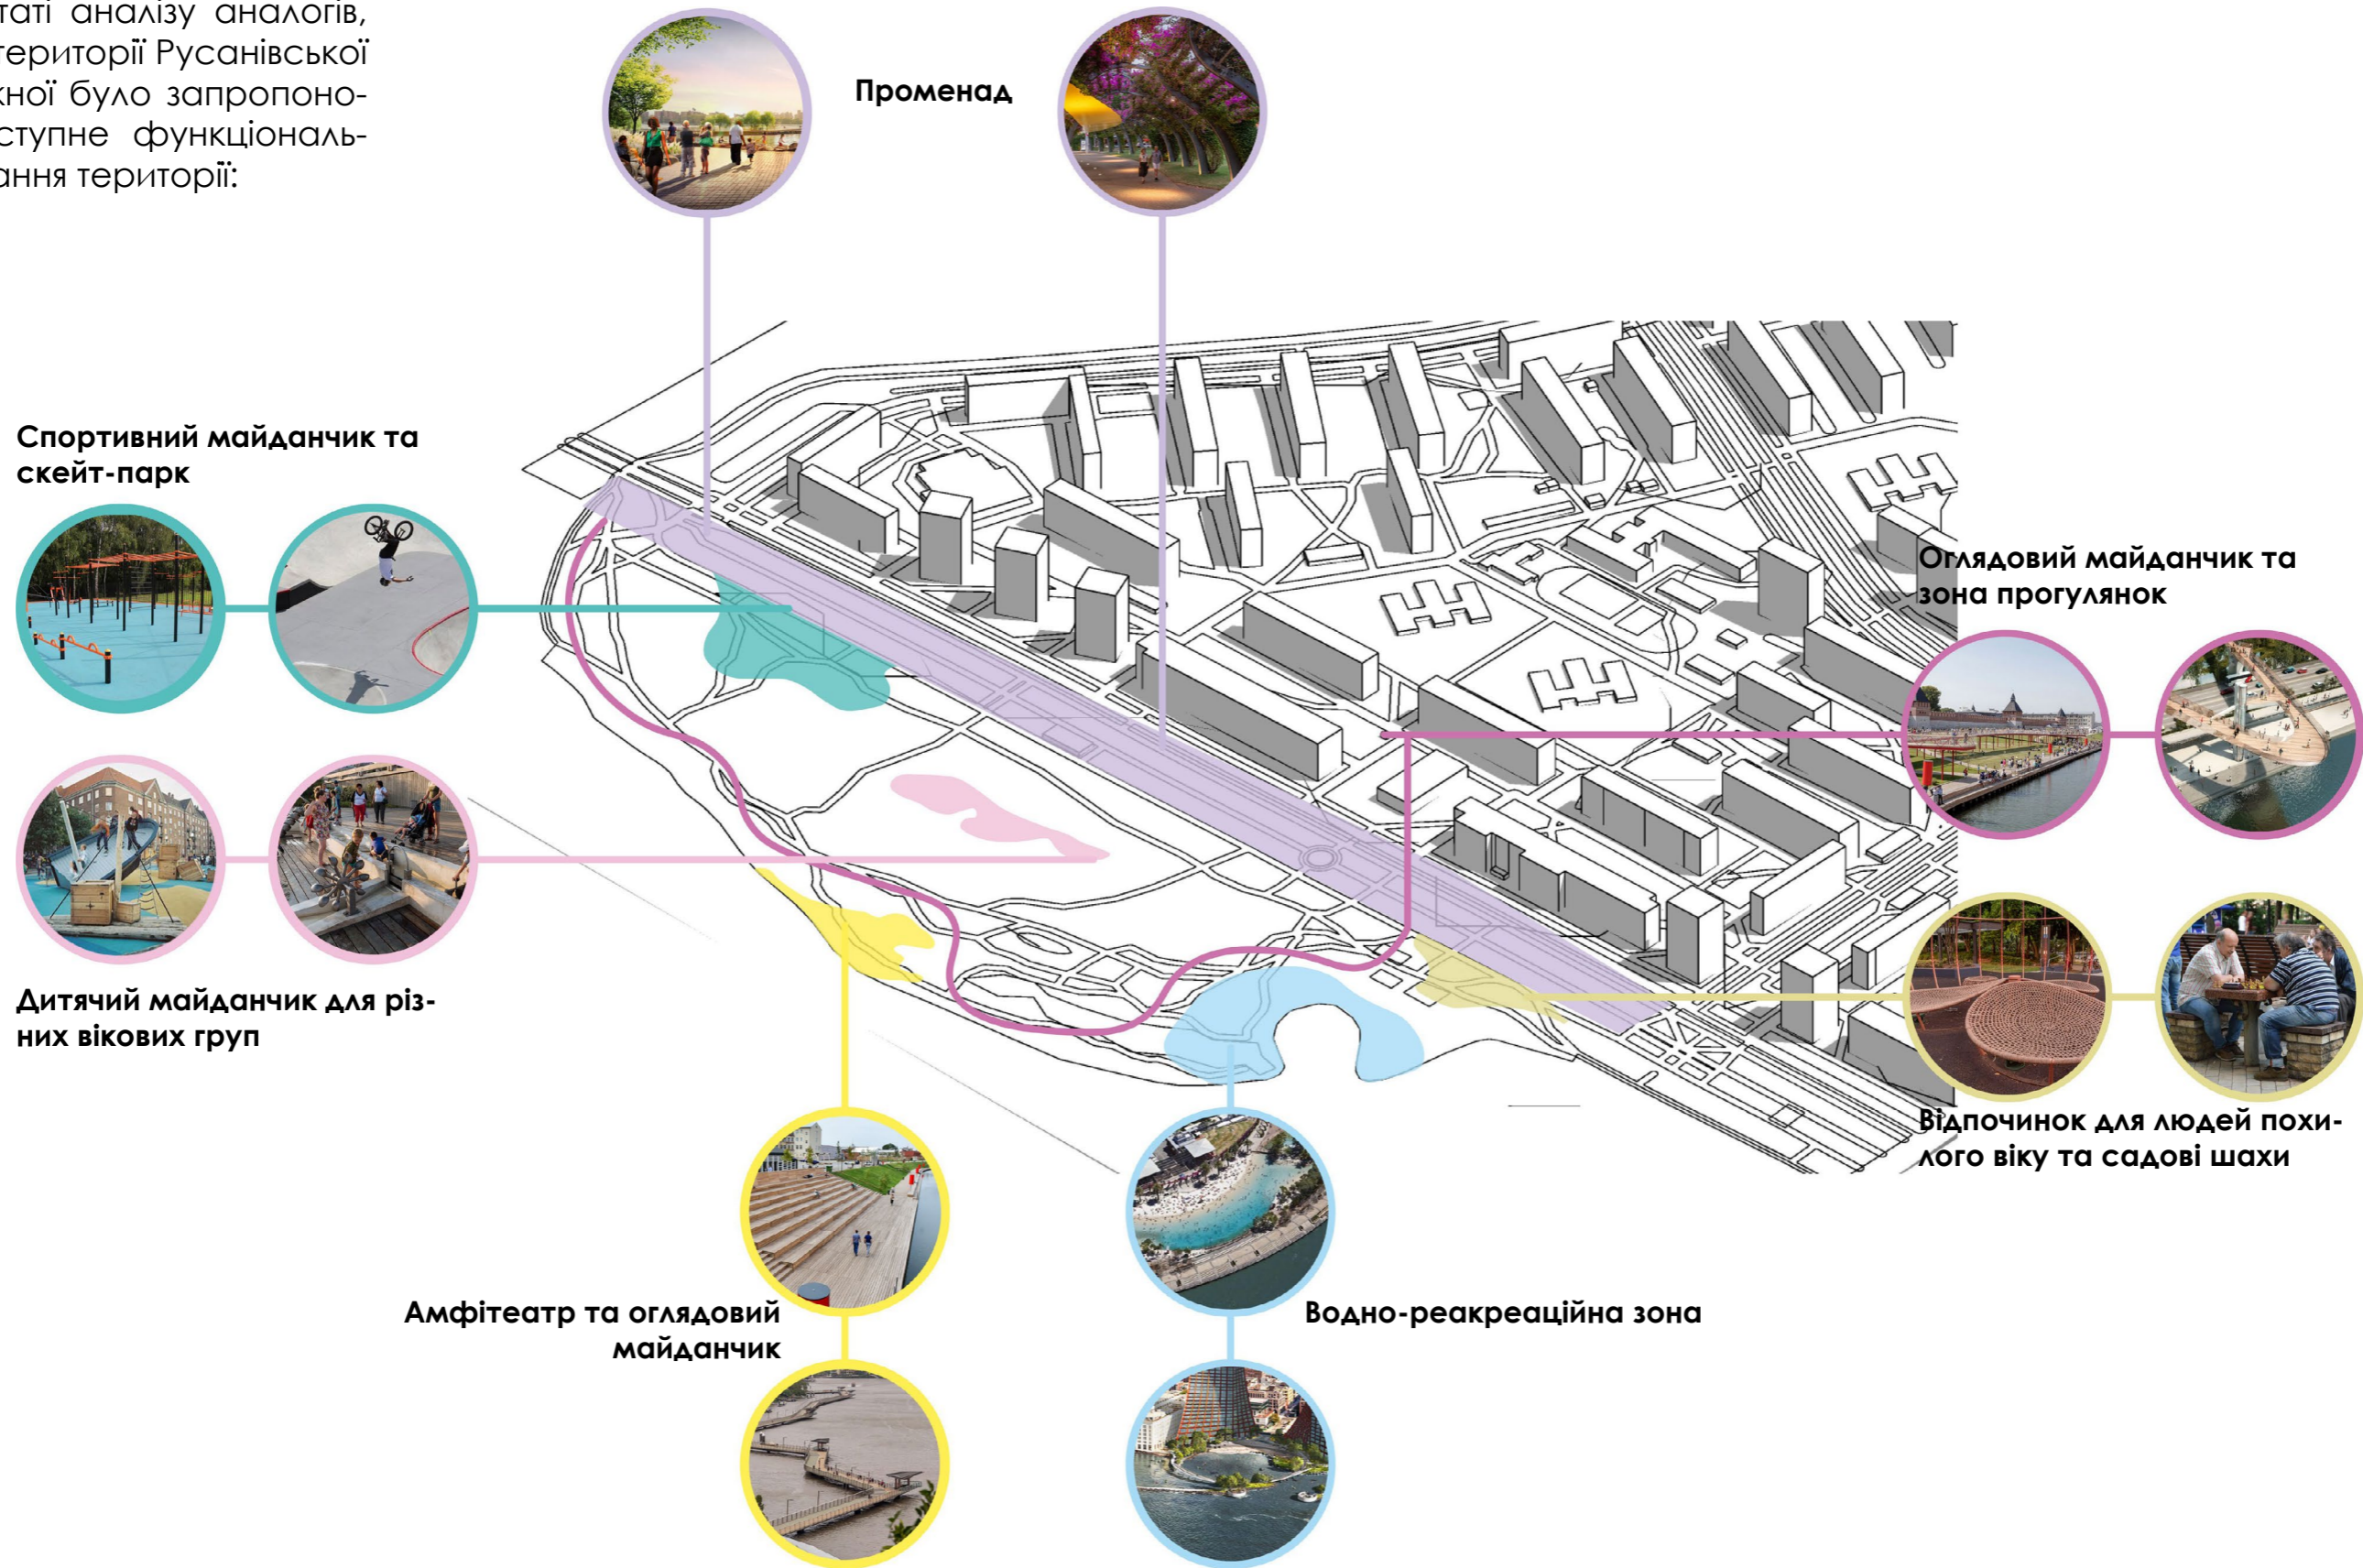 таті аналізу аналогів,
території Русанівської
жної було запропоно-
ступне функціональ-
ання території:
Променад
Спортивний майданчик та
скейт-парк
Оглядовий майданчик та
зона прогулянок
Дитячий майданчик для різ-
них вікових груп
Відпочинок для людей похи-
лого віку та садові шахи
Амфітеатр та оглядовий
майданчик
Водно-реакреаційна зона